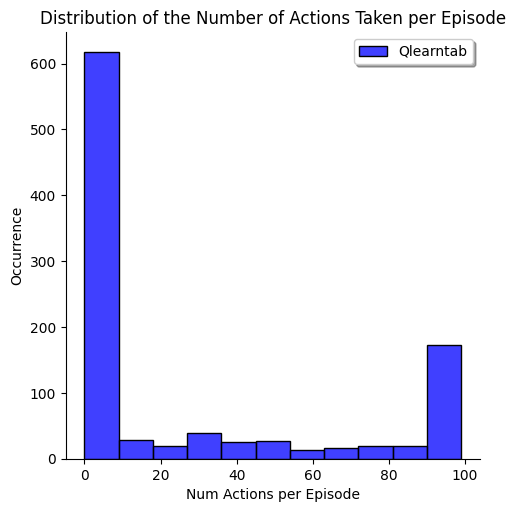 Distribution of the Number of Actions Taken per Episode
Qlearntab
600
500
400
300
200
100
0
Occurrence
0 20 40 60 80 100
Num Actions per Episode